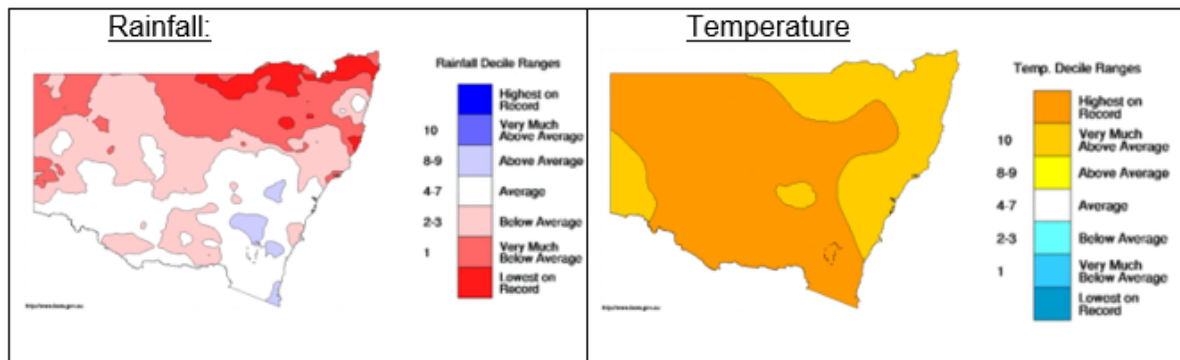 Rainfall:
Rainfall Decile Ranges
Highest on
Record
10
Very Much
Above Average
8-9
Above Average
4-7
Average
2-3
Below Average
1
Very Much
Below Average
Lowest on
Record
Temperature
Temp. Decile Ranges
Highest on
Record
10
Very Much
Above Average
8-9
Above Average
4-7
Average
2-3
Below Average
1
Very Much
Below Average
Lowest on
Record